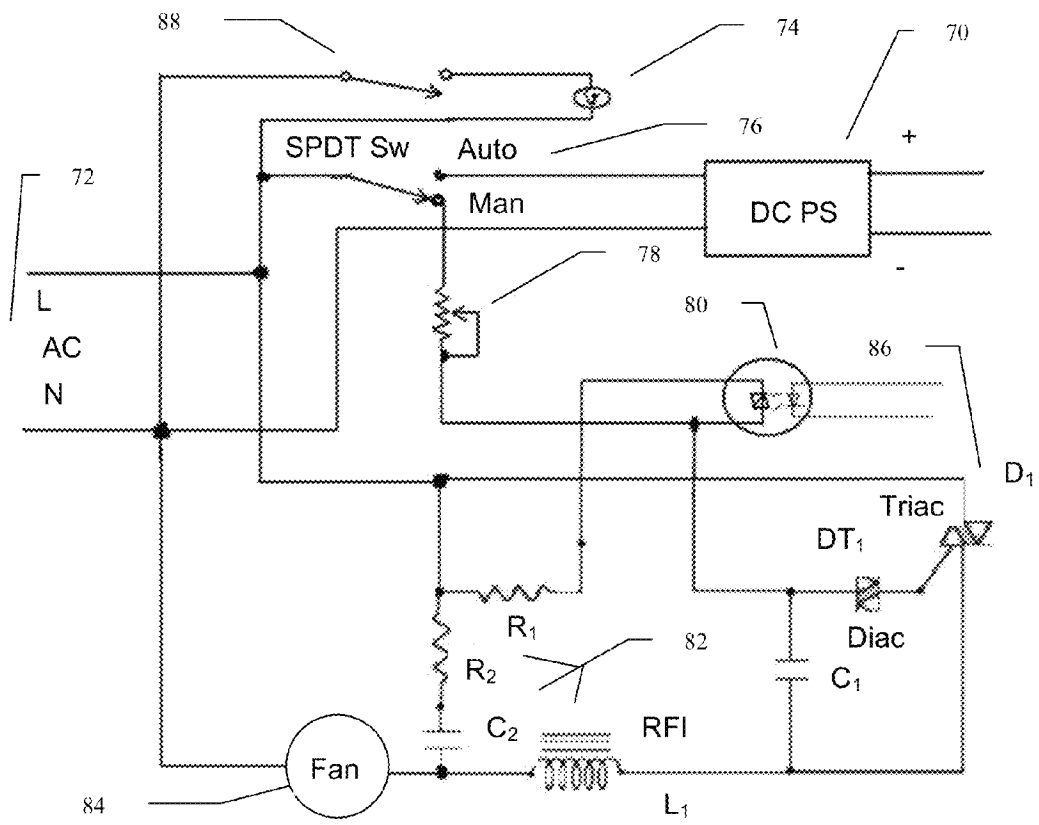 88
74
70
SPDT Sw
Auto
76
+
72
Man
DC PS
78
-
L
80
AC
86
N
D₁
Triac
DT₁
R₁
Diac
R₂
82
C₁
C₂
RFI
Fan
84
L₁